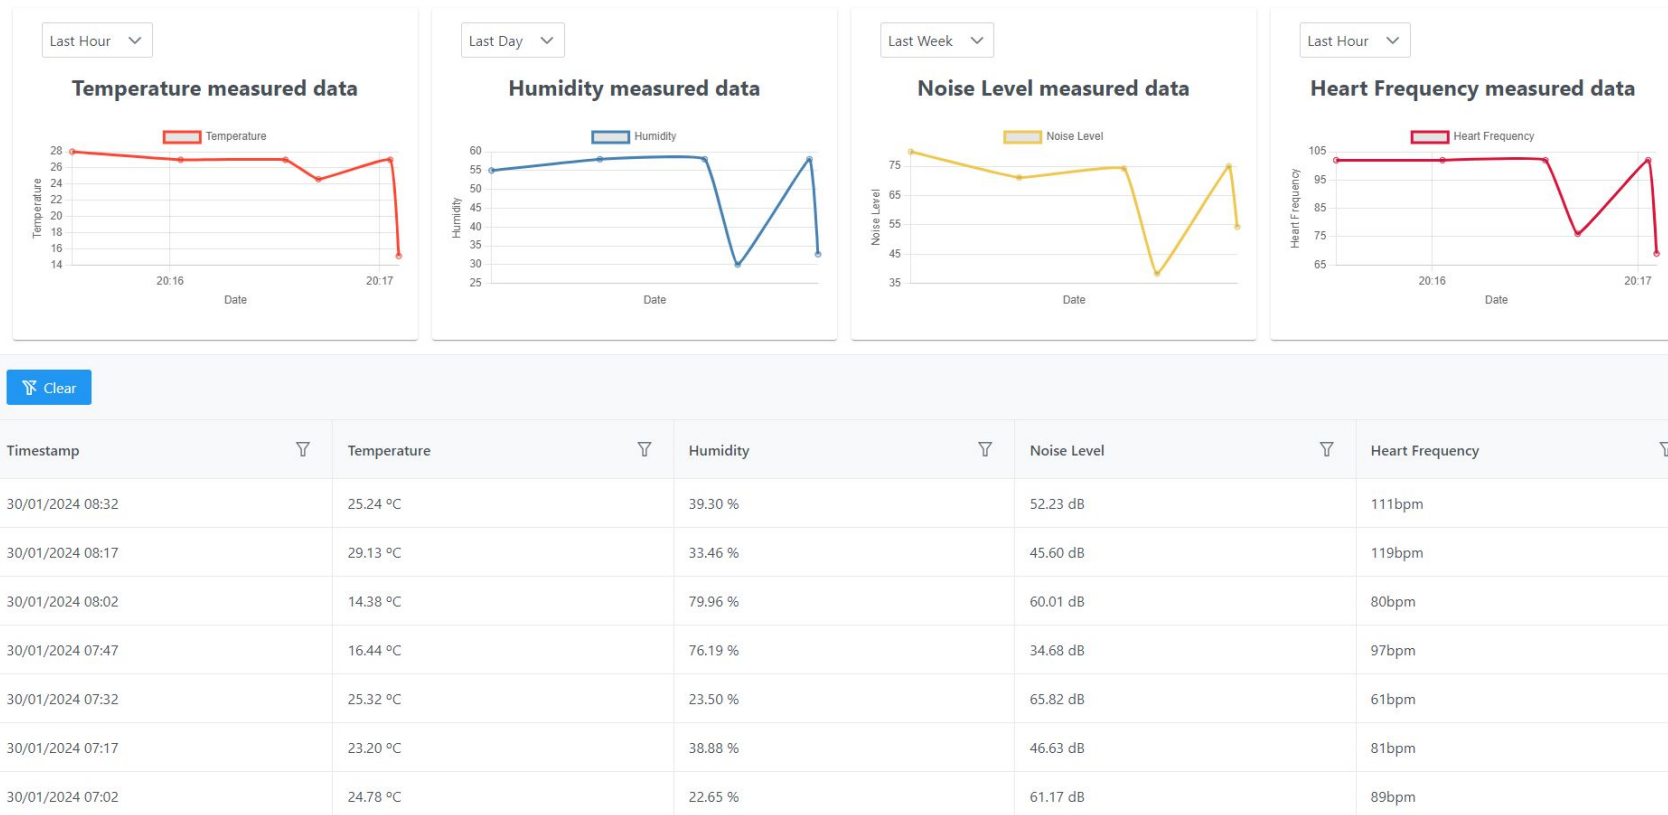 Last Hour
Temperature measured data
Temperature
28
26
24
22
20
18
16
14
Temperature
20:16
20:17
Date
Last Day
Humidity measured data
Humidity
60
55
50
45
40
35
30
25
Humidity
Date
Last Week
Noise Level measured data
Noise Level
75
65
55
45
35
Noise Level
Date
Last Hour
Heart Frequency measured data
Heart Frequency
105
95
85
75
65
Heart Frequency
20:16
20:17
Date
Clear
Timestamp Temperature Humidity Noise Level Heart Frequency
30/01/2024 08:32 25.24 ºC 39.30 % 52.23 dB 111bpm
30/01/2024 08:17 29.13 ºC 33.46 % 45.60 dB 119bpm
30/01/2024 08:02 14.38 ºC 79.96 % 60.01 dB 80bpm
30/01/2024 07:47 16.44 ºC 76.19 % 34.68 dB 97bpm
30/01/2024 07:32 25.32 ºC 23.50 % 65.82 dB 61bpm
30/01/2024 07:17 23.20 ºC 38.88 % 46.63 dB 81bpm
30/01/2024 07:02 24.78 ºC 22.65 % 61.17 dB 89bpm